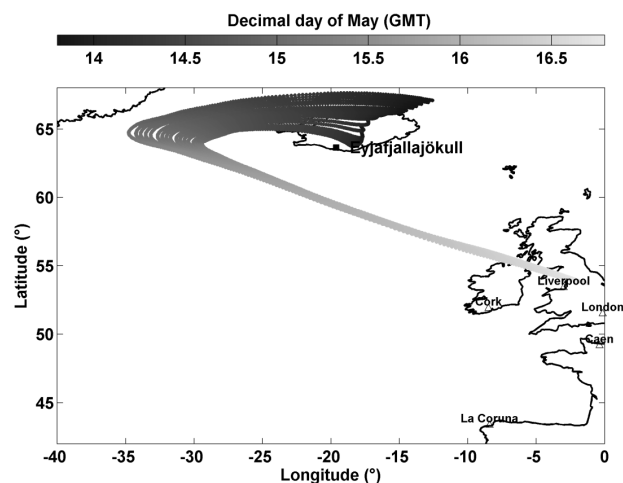 Decimal day of May (GMT)
14 14.5 15 15.5 16 16.5
Latitude (°)
65
60
55
50
45
Eyjafjallajökull
Liverpool
Cork
London
Caen
La Coruna
-40 -35 -30 -25 -20 -15 -10 -5 0
Longitude (°)